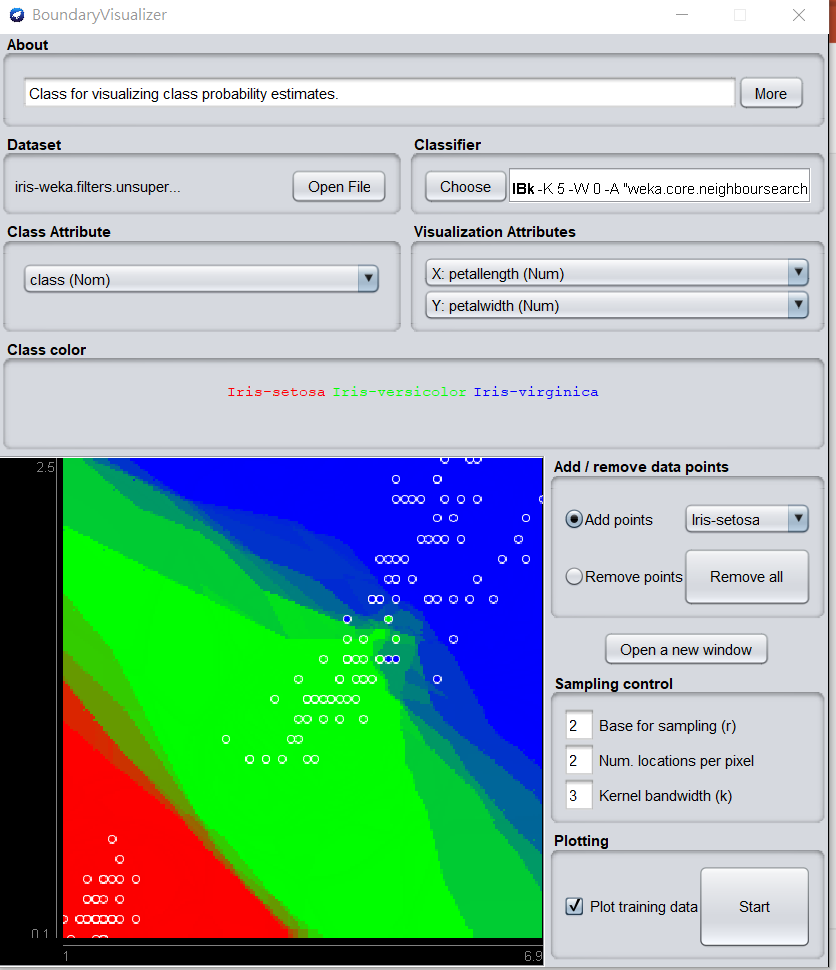 BoundaryVisualizer
About
Class for visualizing class probability estimates.
More
Dataset
Classifier
iris-weka.filters.unsuper...
Open File
Choose
IBk -K 5 -W 0 -A "weka.core.neighboursearch
Class Attribute
Visualization Attributes
class (Nom)
X: petallength (Num)
Y: petalwidth (Num)
Class color
Iris-setosa Iris-versicolor Iris-virginica
2.5
0.1
1
6.9
Add / remove data points
Add points
Iris-setosa
Remove points
Remove all
Open a new window
Sampling control
2 Base for sampling (r)
2 Num. locations per pixel
3 Kernel bandwidth (k)
Plotting
Plot training data
Start